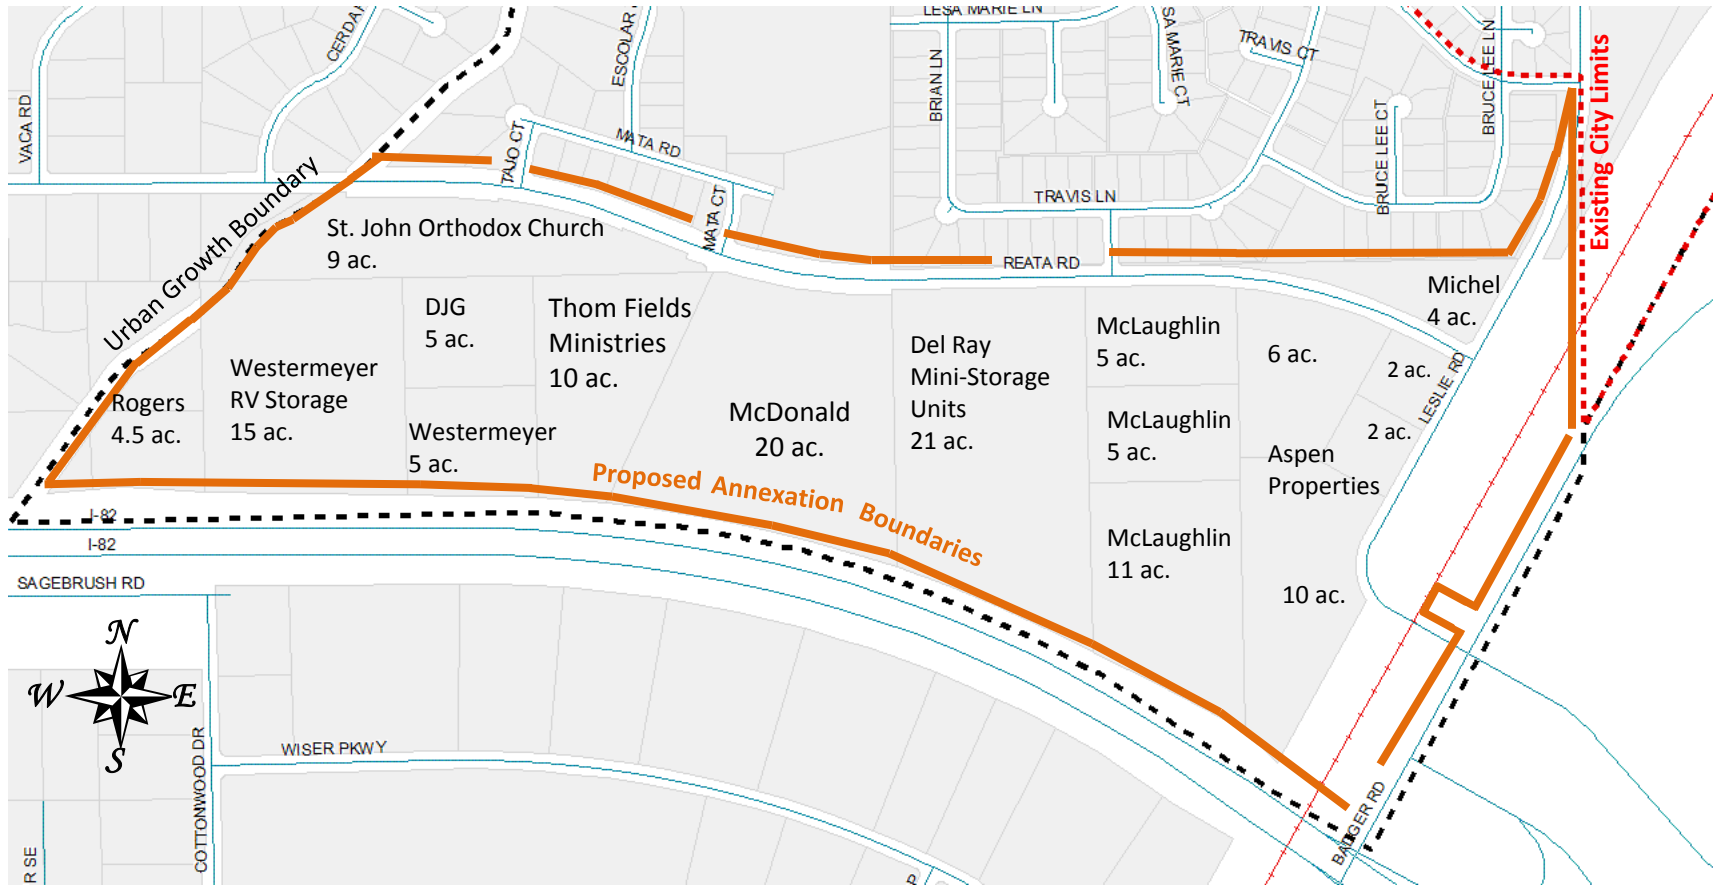 LESA MARIE LN
CERDA
ESCOLAR
SA MARIE CT
TRAVIS CT
BRUCE LEE LN
VACA RD
BRIAN LN
TAJO CT
MATA RD
BRUCE LEE CT
Existing City Limits
Urban Growth Boundary
MATA CT
TRAVIS LN
St. John Orthodox Church
9 ac.
REATA RD
Michel
4 ac.
DJG
5 ac.
Thom Fields
Ministries
10 ac.
McLaughlin
5 ac.
6 ac.
2 ac.
LESLIE RD
Westermeyer
RV Storage
15 ac.
Del Ray
Mini-Storage
Units
21 ac.
Rogers
4.5 ac.
Westermeyer
5 ac.
McDonald
20 ac.
McLaughlin
5 ac.
2 ac.
Aspen
Properties
Proposed Annexation Boundaries
I-82
I-82
McLaughlin
11 ac.
10 ac.
SAGEBRUSH RD
N
W
E
S
COTTONWOOD DR
WISER PKWY
BADGER RD
R SE
P